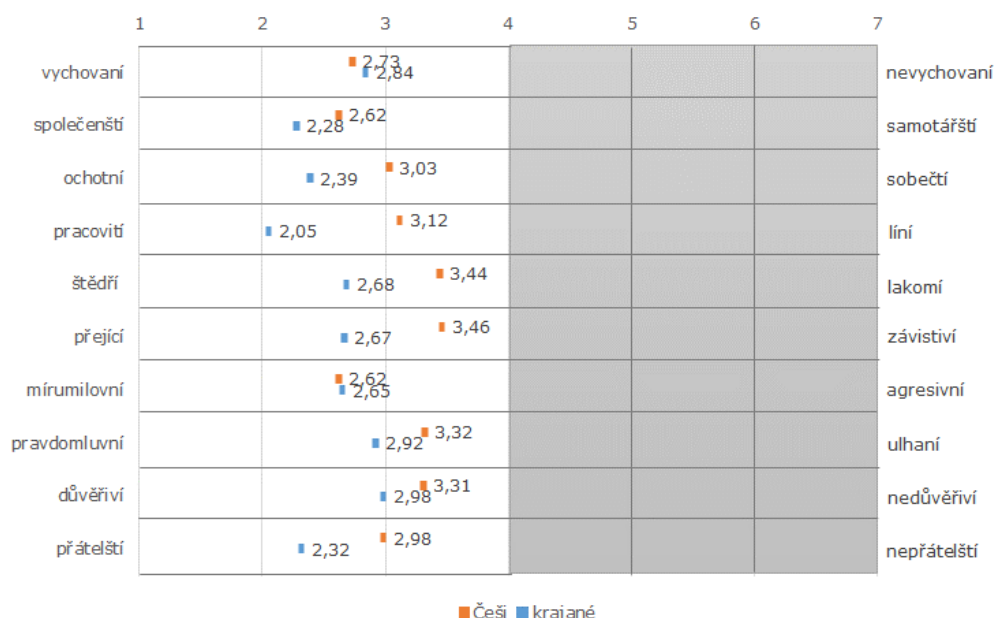 1 2 3 4 5 6 7
vychovaní 2,73 2,84 nevychovaní
společenští 2,62 2,28 samotářští
ochotní 3,03 2,39 sobečtí
pracovití 3,12 2,05 líní
štědří 3,44 2,68 lakomí
přející 3,46 2,67 závistiví
mírumilovní 2,62 2,65 agresivní
pravdomluvní 3,32 2,92 ulhaní
důvěřiví 3,31 2,98 nedůvěřiví
přátelští 2,98 2,32 nepřátelští
Češi krajané